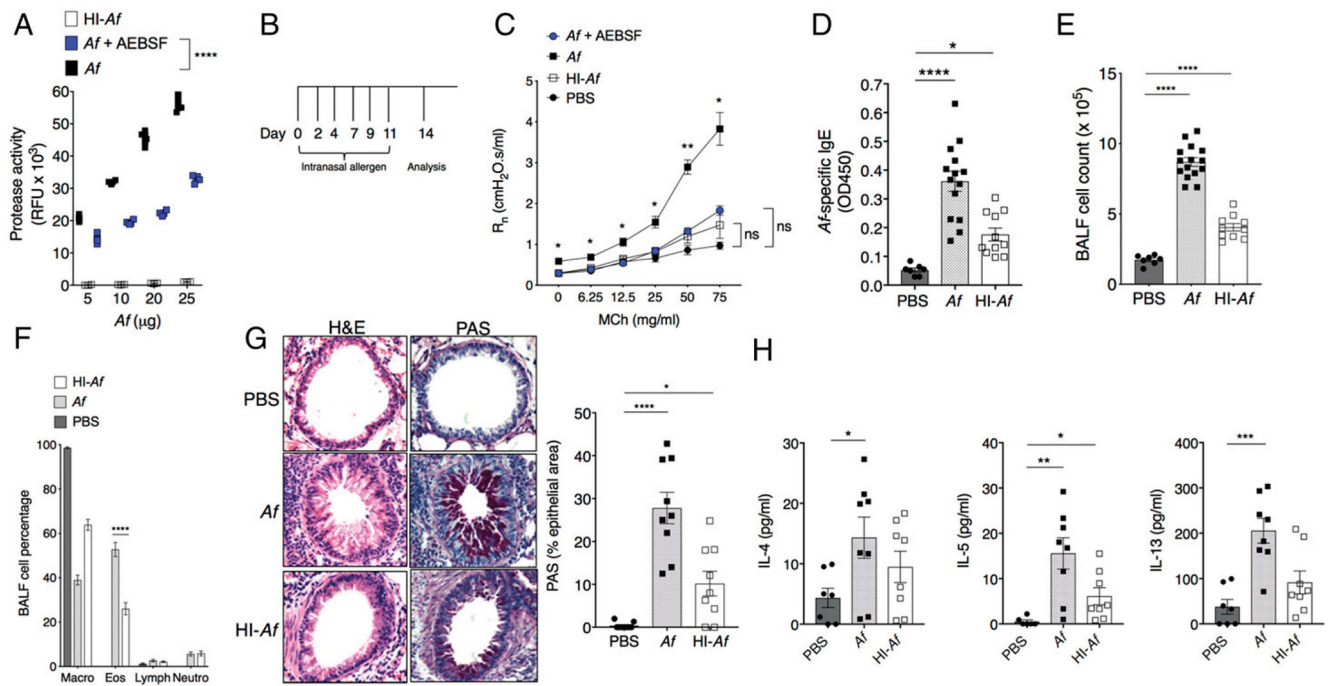 A
HI-Af
Af + AEBSF
Af
****
Protease activity
(RFU x 10³)
60
50
40
30
20
10
0
5 10 20 25
Af (µg)
B
Day 0 2 4 7 9 11 14
Intranasal allergen Analysis
C
Af + AEBSF
Af
HI-Af
PBS
Rn (cmH2O.s/ml)
5
4
3
2
1
0
* * * * ** *
ns ns
0 6.25 12.5 25 50 75
MCh (mg/ml)
D
*
****
Af-specific IgE
(OD450)
0.7
0.6
0.5
0.4
0.3
0.2
0.1
0.0
PBS Af HI-Af
E
****
****
BALF cell count (x 10⁵)
15
10
5
0
PBS Af HI-Af
F
HI-Af
Af
PBS
BALF cell percentage
100
80
60
40
20
0
****
Macro Eos Lymph Neutro
G
H&E PAS
PBS
Af
HI-Af
*
****
PAS (% epithelial area)
50
40
30
20
10
0
PBS Af HI-Af
H
*
IL-4 (pg/ml)
30
20
10
0
PBS Af HI-Af
*
**
IL-5 (pg/ml)
40
30
20
10
0
PBS Af HI-Af
***
IL-13 (pg/ml)
400
300
200
100
0
PBS Af HI-Af